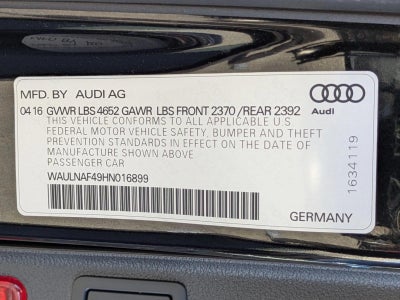 MFD. BY AUDI AG
04 16 GVWR LBS 4652 GAWR LBS FRONT 2370 /REAR 2392
THIS VEHICLE CONFORMS TO ALL APPLICABLE U.S
FEDERAL MOTOR VEHICLE SAFETY, BUMPER AND THEFT
PREVENTION STANDARDS IN EFFECT ON THE DATE OF
MANUFACTURE SHOWN ABOVE
PASSENGER CAR
WAULNAF49HN016899
Audi
1634119
GERMANY